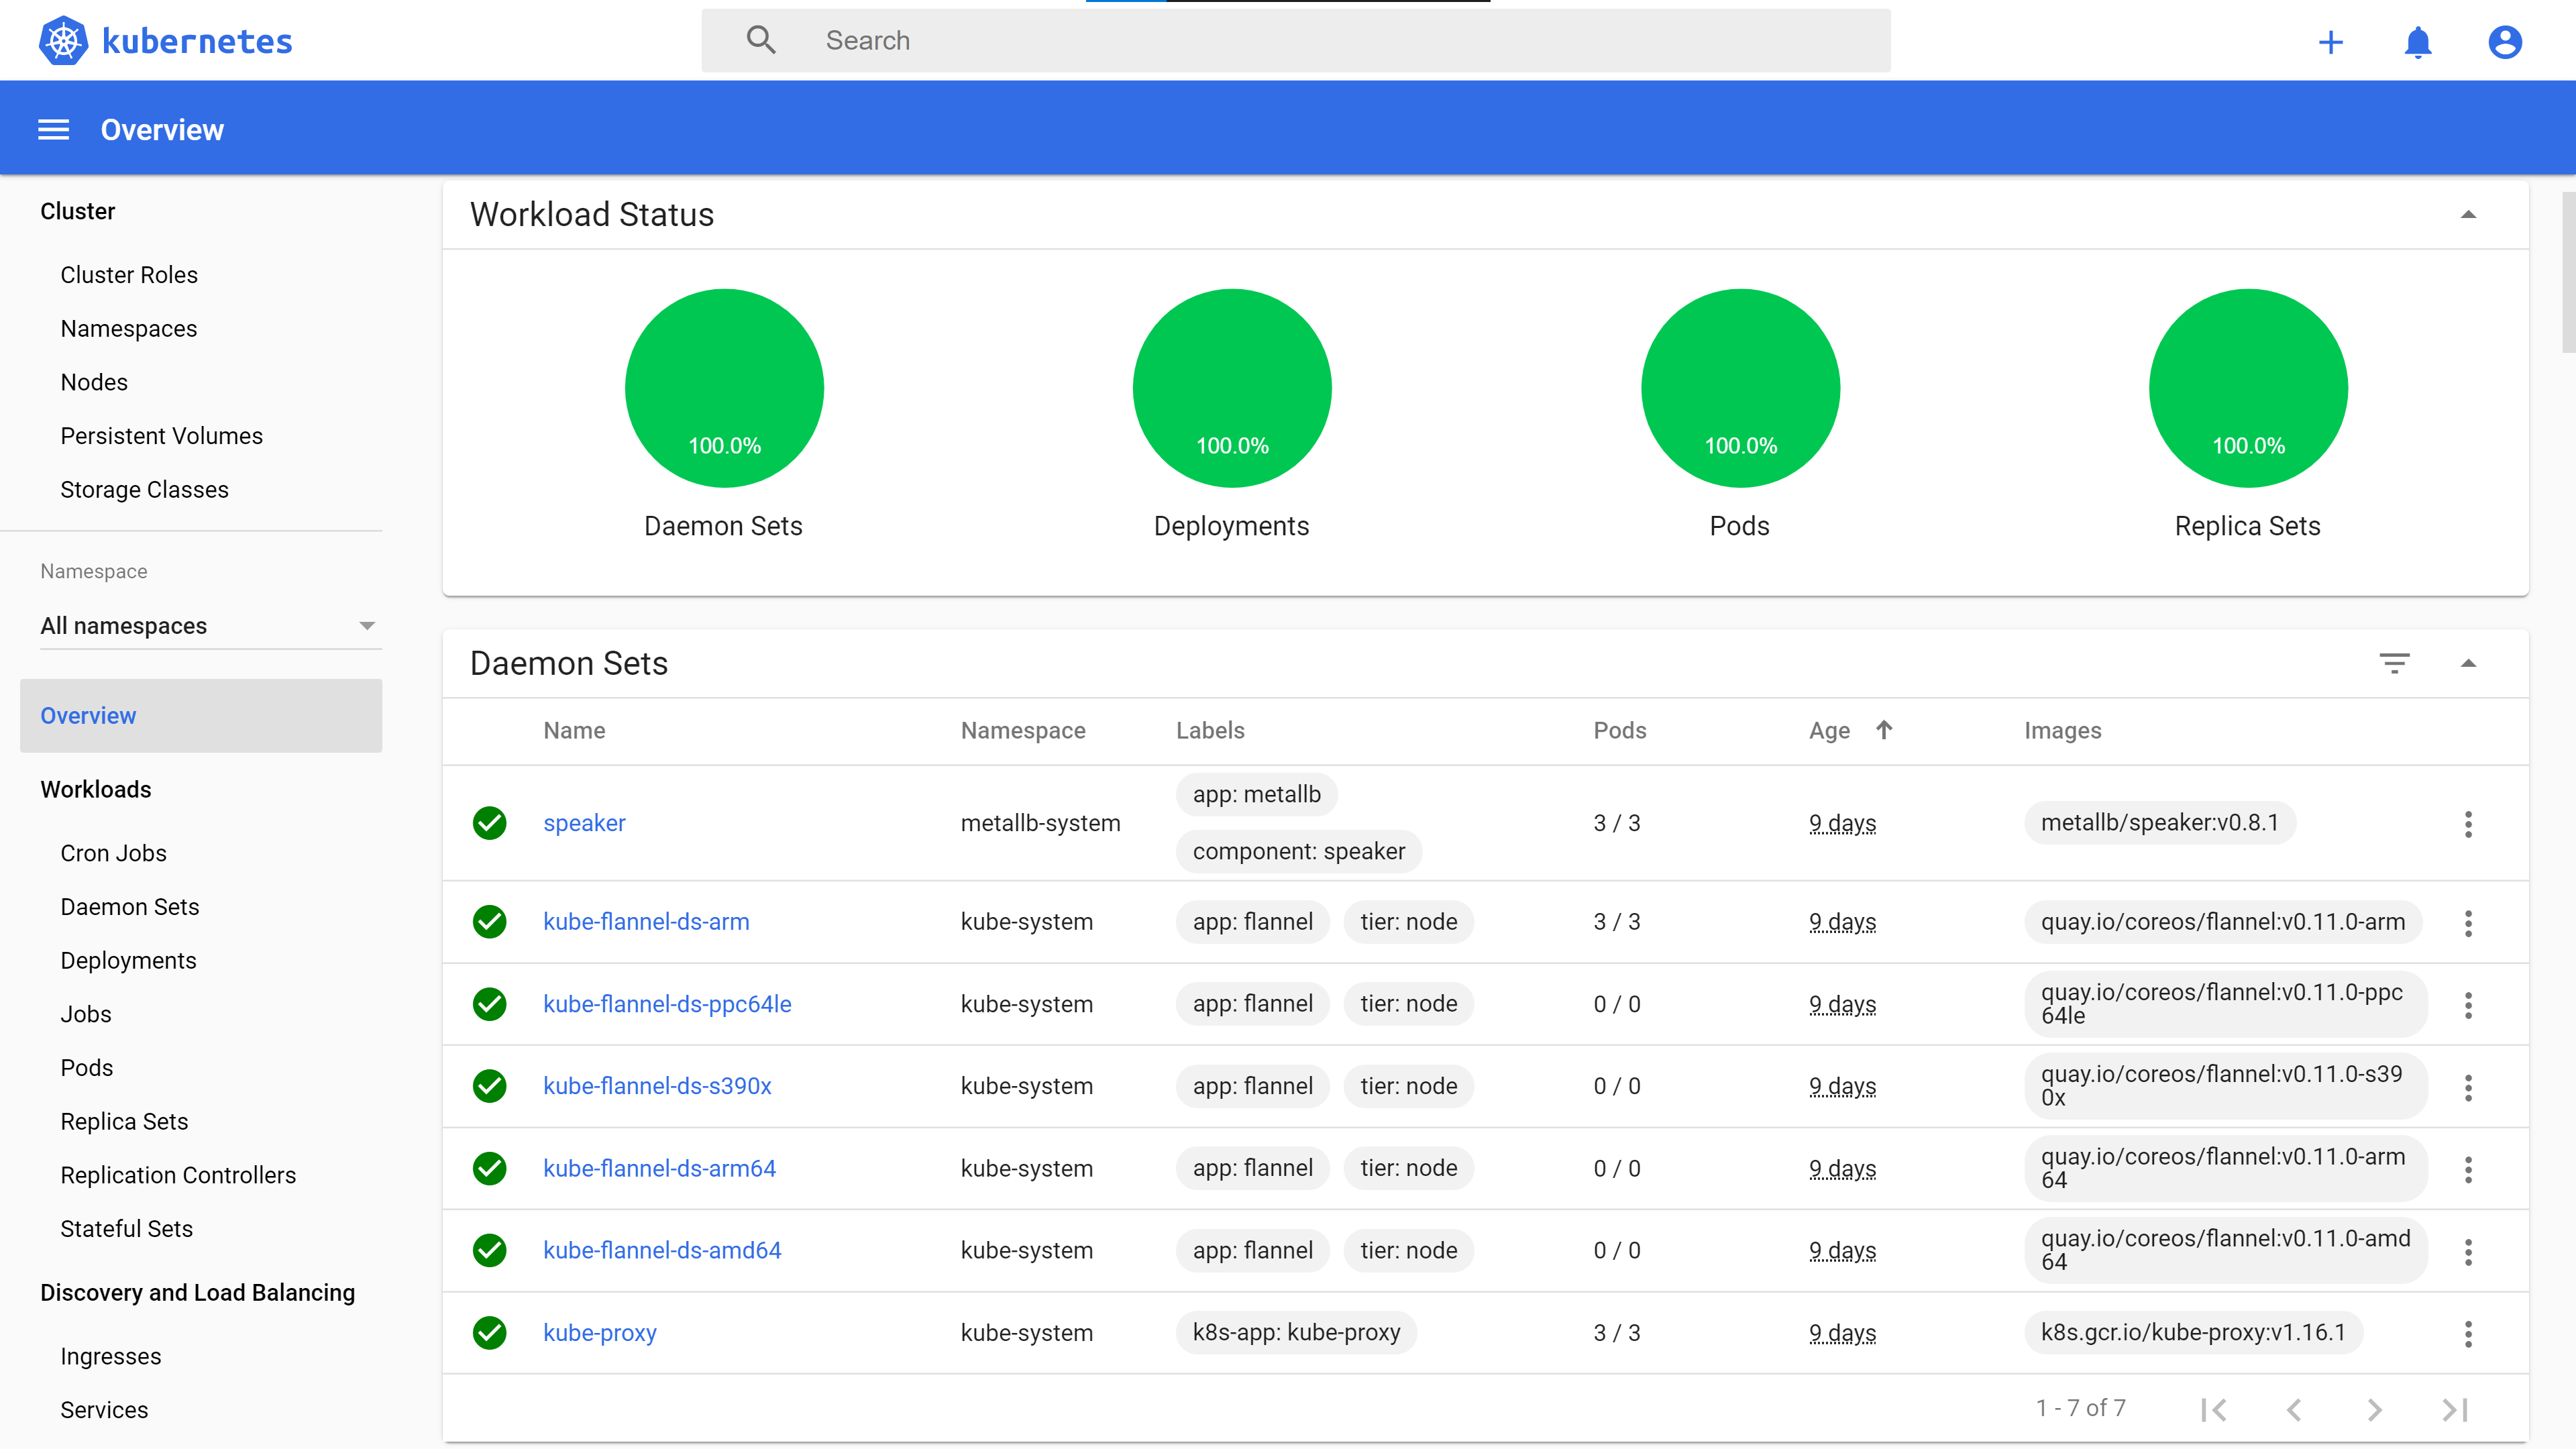 kubernetes
Search
Overview
Cluster
Cluster Roles
Namespaces
Nodes
Persistent Volumes
Storage Classes
Namespace
All namespaces
Overview
Workloads
Cron Jobs
Daemon Sets
Deployments
Jobs
Pods
Replica Sets
Replication Controllers
Stateful Sets
Discovery and Load Balancing
Ingresses
Services
Workload Status
100.0% 100.0% 100.0% 100.0%
Daemon Sets Deployments Pods Replica Sets
Daemon Sets
Name Namespace Labels Pods Age Images
app: metallb
speaker metallb-system 3 / 3 9 days metallb/speaker:v0.8.1
component: speaker
kube-flannel-ds-arm kube-system app: flannel tier: node 3 / 3 9 days quay.io/coreos/flannel:v0.11.0-arm
kube-flannel-ds-ppc64le kube-system app: flannel tier: node 0 / 0 9 days quay.io/coreos/flannel:v0.11.0-ppc
64le
kube-flannel-ds-s390x kube-system app: flannel tier: node 0 / 0 9 days quay.io/coreos/flannel:v0.11.0-s39
0x
kube-flannel-ds-arm64 kube-system app: flannel tier: node 0 / 0 9 days quay.io/coreos/flannel:v0.11.0-arm
64
kube-flannel-ds-amd64 kube-system app: flannel tier: node 0 / 0 9 days quay.io/coreos/flannel:v0.11.0-amd
64
kube-proxy kube-system k8s-app: kube-proxy 3 / 3 9 days k8s.gcr.io/kube-proxy:v1.16.1
1 - 7 of 7